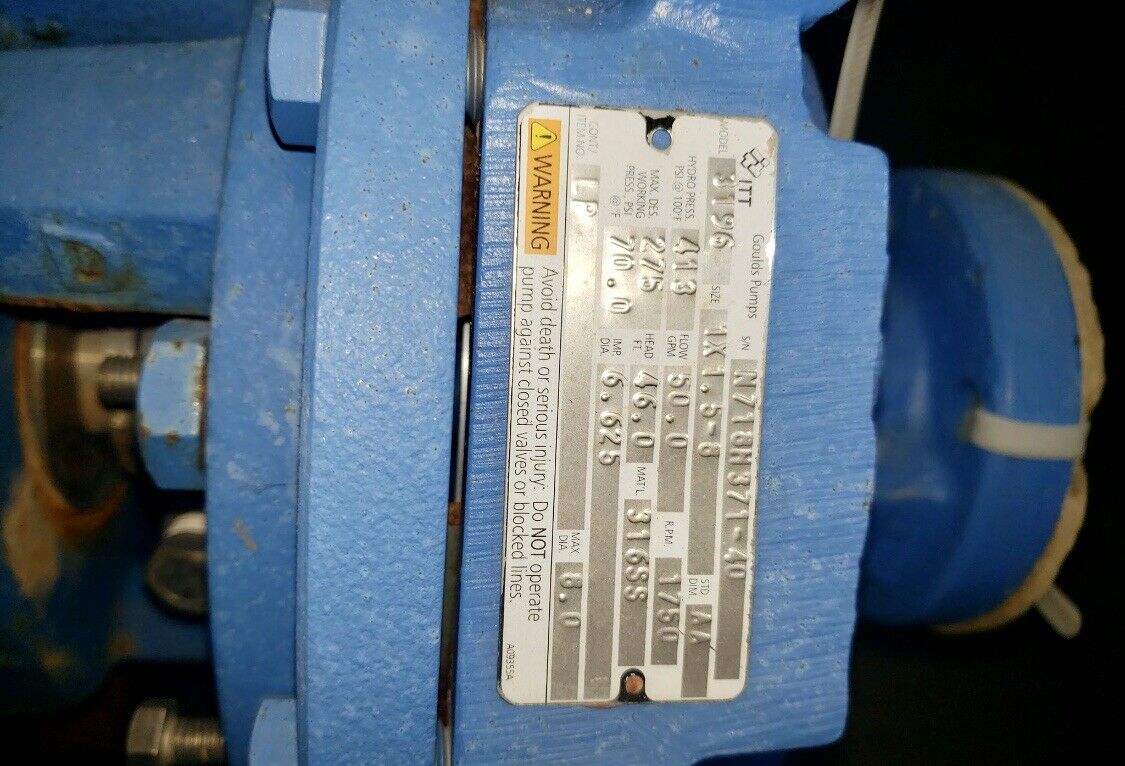 ITT Goulds Pumps S/N N718M371-40
MODEL 3196 SIZE 1X1.5-8 STD. DIM. AA
HYDRO PRESS. PSI @ 100°F 413 FLOW GPM 50.0 R.P.M. 1750
MAX. DES. WORKING PRESS. PSI @ °F 275 70.0 HEAD FT. 46.0 MAT'L 316SS
IMP. DIA. 6.625 MAX. DIA. 8.0
CONT./ ITEM NO. LF
WARNING Avoid death or serious injury: Do NOT operate
pump against closed valves or blocked lines.
A09355A